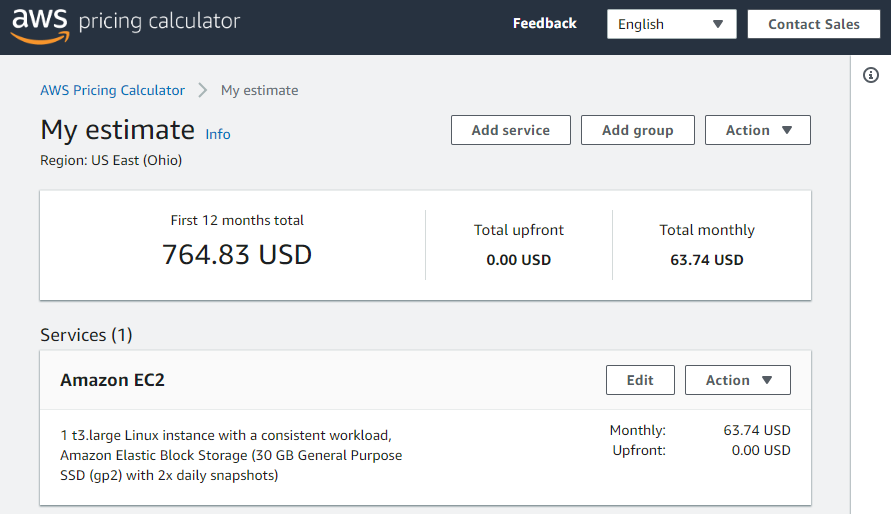 aws pricing calculator
Feedback
English
Contact Sales
AWS Pricing Calculator > My estimate
My estimate Info
Add service
Add group
Action
Region: US East (Ohio)
First 12 months total
764.83 USD
Total upfront
0.00 USD
Total monthly
63.74 USD
Services (1)
Amazon EC2
Edit
Action
1 t3.large Linux instance with a consistent workload,
Amazon Elastic Block Storage (30 GB General Purpose
SSD (gp2) with 2x daily snapshots)
Monthly: 63.74 USD
Upfront: 0.00 USD